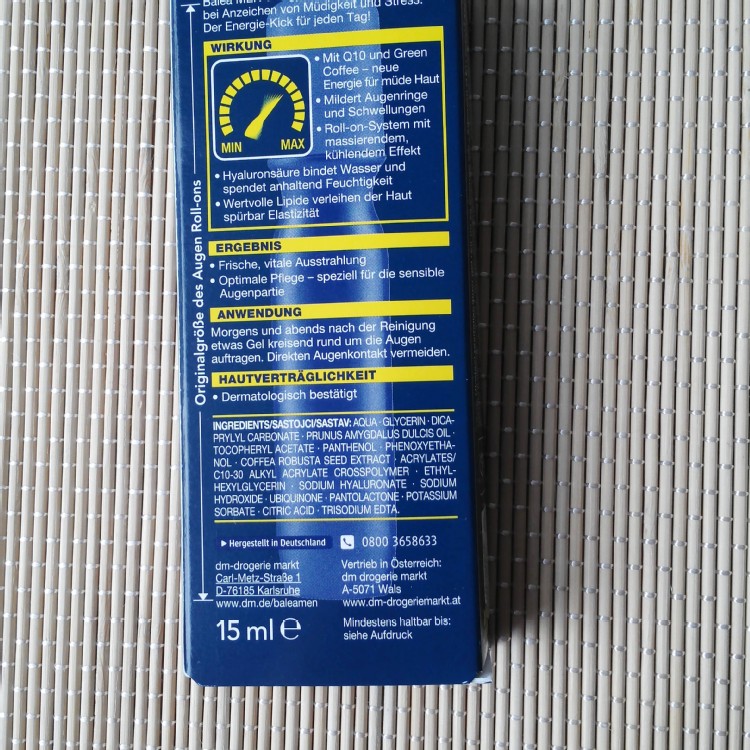 bei Anzeichen von Müdigkeit und Stress.
Der Energie-Kick für jeden Tag!
WIRKUNG
MIN MAX
• Mit Q10 und Green
Coffee – neue
Energie für müde Haut
• Mildert Augenringe
und Schwellungen
• Roll-on-System mit
massierendem,
kühlendem Effekt
• Hyaluronsäure bindet Wasser und
spendet anhaltend Feuchtigkeit
• Wertvolle Lipide verleihen der Haut
spürbar Elastizität
Originalgröße des Augen Roll-ons
ERGEBNIS
• Frische, vitale Ausstrahlung
• Optimale Pflege – speziell für die sensible
Augenpartie
ANWENDUNG
Morgens und abends nach der Reinigung
etwas Gel kreisend rund um die Augen
auftragen. Direkten Augenkontakt vermeiden.
HAUTVERTRÄGLICHKEIT
• Dermatologisch bestätigt
INGREDIENTS/SASTOJCI/SASTAV: AQUA · GLYCERIN · DICA-
PRYLYL CARBONATE · PRUNUS AMYGDALUS DULCIS OIL ·
TOCOPHERYL ACETATE · PANTHENOL · PHENOXYETHA-
NOL · COFFEA ROBUSTA SEED EXTRACT · ACRYLATES/
C10-30 ALKYL ACRYLATE CROSSPOLYMER · ETHYL-
HEXYLGLYCERIN · SODIUM HYALURONATE · SODIUM
HYDROXIDE · UBIQUINONE · PANTOLACTONE · POTASSIUM
SORBATE · CITRIC ACID · TRISODIUM EDTA.
Hergestellt in Deutschland 0800 3658633
dm-drogerie markt
Carl-Metz-Straße 1
D-76185 Karlsruhe
www.dm.de/baleamen
Vertrieb in Österreich:
dm drogerie markt
A-5071 Wals
www.dm-drogeriemarkt.at
15 ml ℮
Mindestens haltbar bis:
siehe Aufdruck